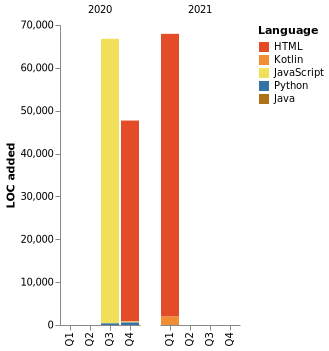 2020 2021
Language
HTML
Kotlin
JavaScript
Python
Java
LOC added
70,000
60,000
50,000
40,000
30,000
20,000
10,000
0
Q1 Q2 Q3 Q4 Q1 Q2 Q3 Q4